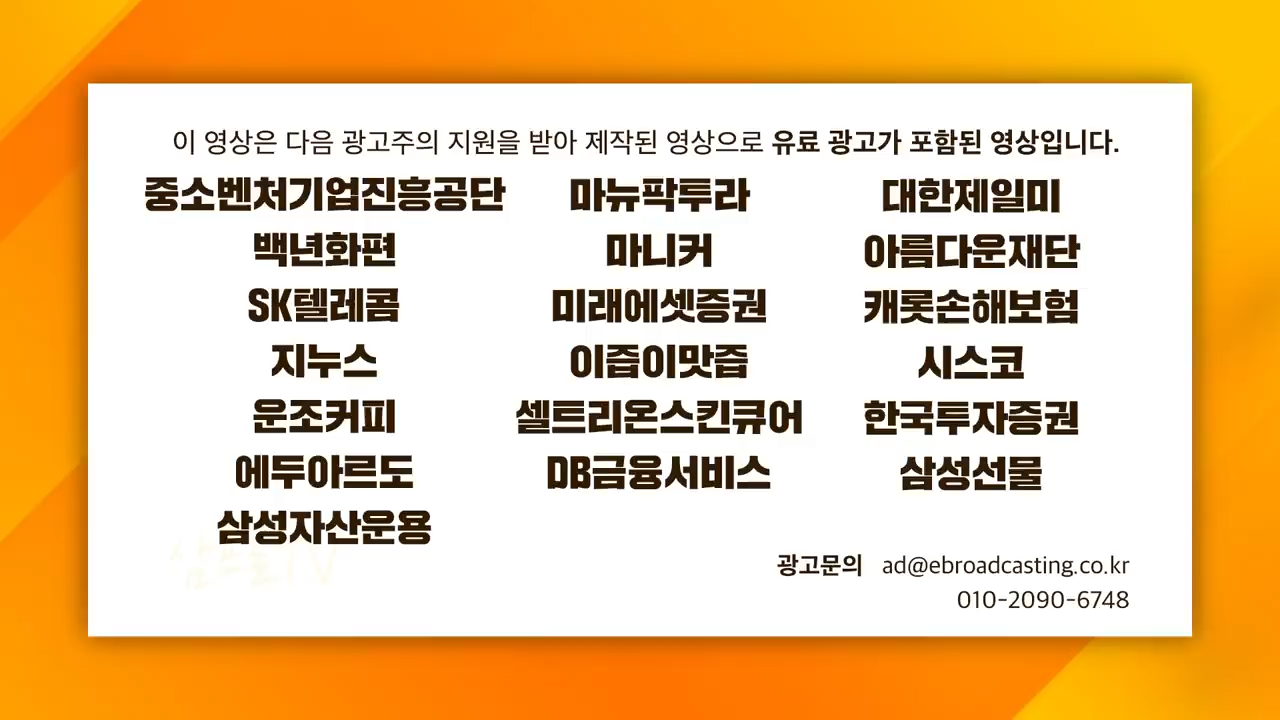 이 영상은 다음 광고주의 지원을 받아 제작된 영상으로 유료 광고가 포함된 영상입니다.
중소벤처기업진흥공단 마뉴팍투라 대한제일미
백년화편 마니커 아름다운재단
SK텔레콤 미래에셋증권 캐롯손해보험
지누스 이즙이맛즙 시스코
운조커피 셀트리온스킨큐어 한국투자증권
에두아르도 DB금융서비스 삼성선물
삼성자산운용
삼프로TV
광고문의 ad@ebroadcasting.co.kr
010-2090-6748